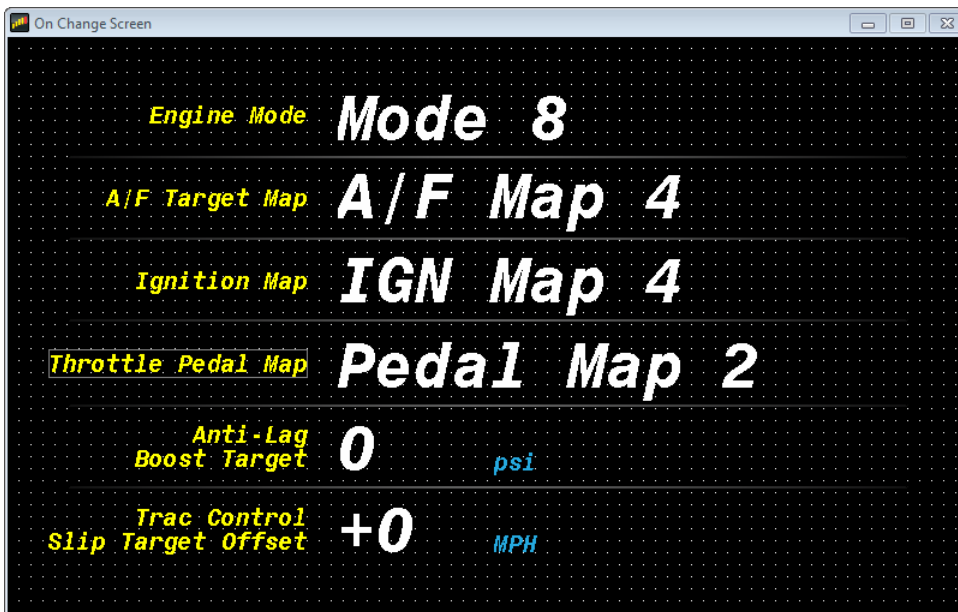 On Change Screen
Engine Mode Mode 8
A/F Target Map A/F Map 4
Ignition Map IGN Map 4
Throttle Pedal Map Pedal Map 2
Anti-Lag
Boost Target 0 psi
Trac Control
Slip Target Offset +0 MPH